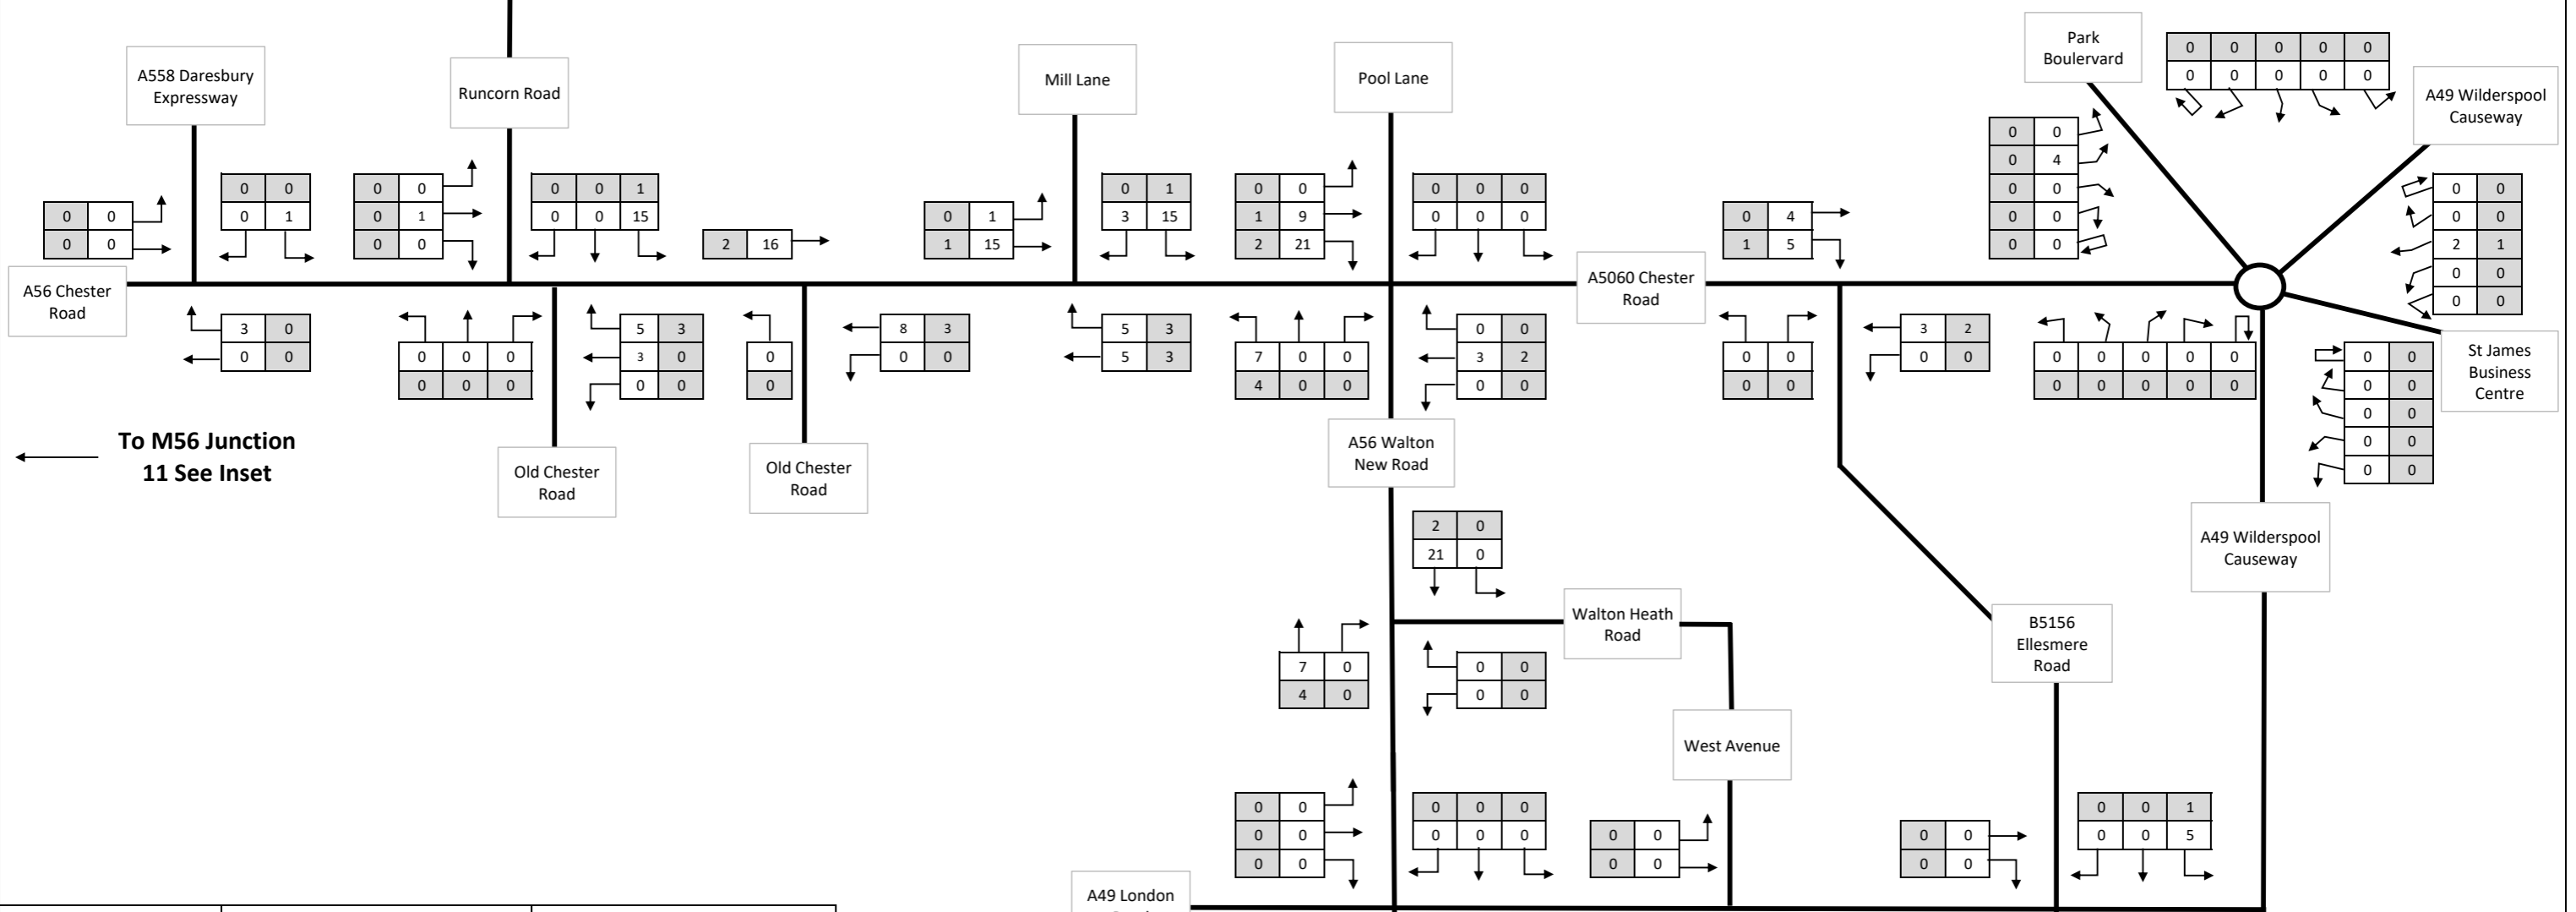 Park
Boulevard
0 0 0 0 0
0 0 0 0 0
A558 Daresbury
Expressway
Runcorn Road
Mill Lane
Pool Lane
A49 Wilderspool
Causeway
0 0
0 4
0 0
0 0
0 0
0 0
0 0
0 0
0 1
0 0
0 1
0 0
0 0 1
0 0 15
2 16
0 1
1 15
0 1
3 15
0 0
1 9
2 21
0 0 0
0 0 0
0 4
1 5
0 0
0 0
2 1
0 0
0 0
A56 Chester
Road
A5060 Chester
Road
3 0
0 0
0 0 0
0 0 0
5 3
3 0
0 0
0
0
8 3
0 0
5 3
5 3
7 0 0
4 0 0
0 0
3 2
0 0
0 0
0 0
3 2
0 0
0 0 0 0 0
0 0 0 0 0
0 0
0 0
0 0
0 0
0 0
St James
Business
Centre
To M56 Junction
11 See Inset
Old Chester
Road
Old Chester
Road
A56 Walton
New Road
A49 Wilderspool
Causeway
2 0
21 0
Walton Heath
Road
B5156
Ellesmere
Road
7 0
4 0
0 0
0 0
West Avenue
0 0
0 0
0 0
0 0 0
0 0 0
0 0
0 0
0 0
0 0
0 0 1
0 0 5
A49 London